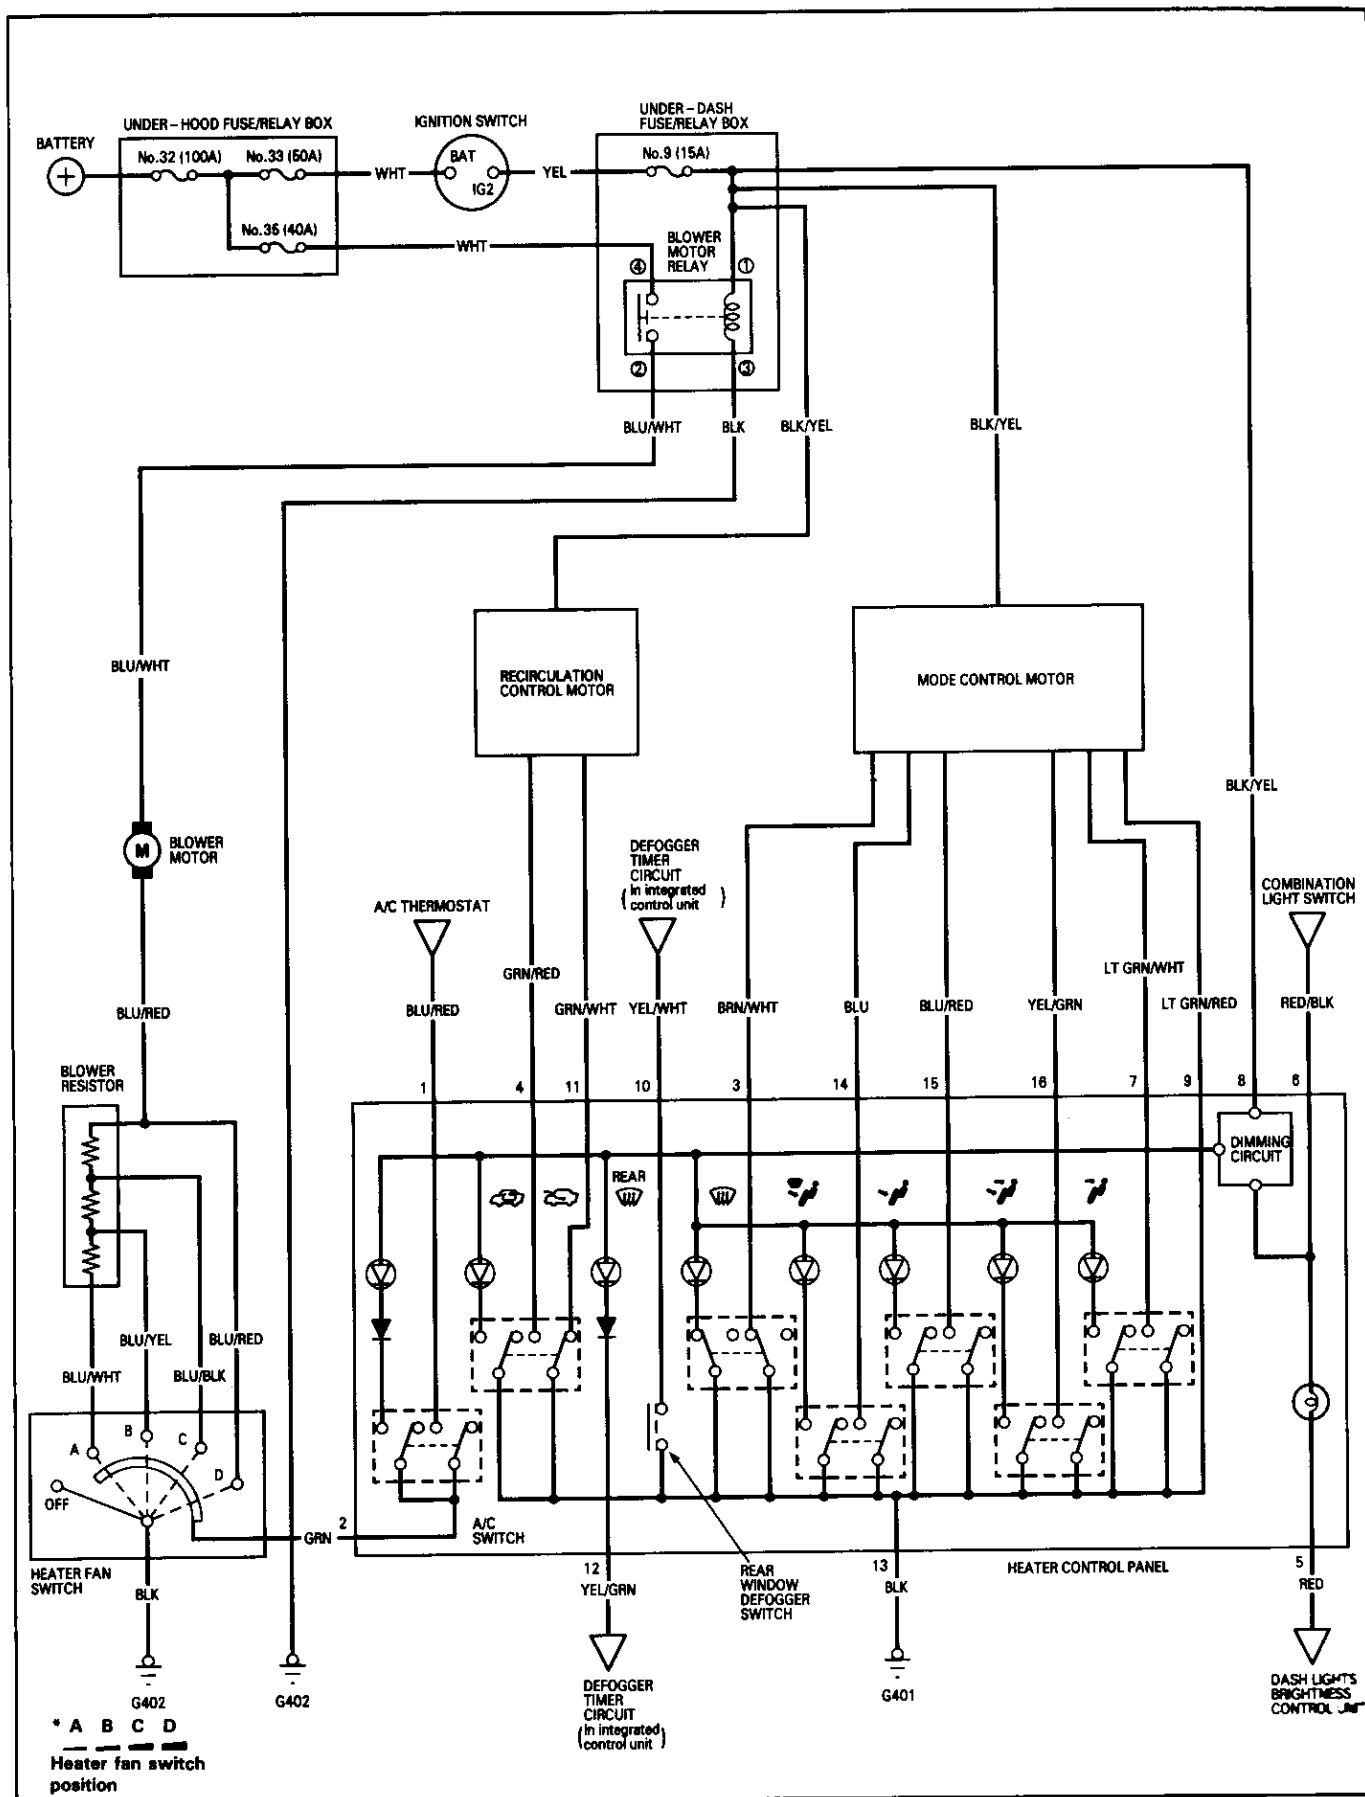 UNDER-HOOD FUSE/RELAY BOX
IGNITION SWITCH
UNDER-DASH
FUSE/RELAY BOX
BATTERY
No.32 (100A)
No.33 (50A)
BAT
IG2
No.9 (15A)
WHT
YEL
No.35 (40A)
WHT
BLOWER
MOTOR
RELAY
4
1
2
3
BLU/WHT
BLK
BLK/YEL
BLK/YEL
BLU/WHT
RECIRCULATION
CONTROL MOTOR
MODE CONTROL MOTOR
BLK/YEL
M
BLOWER
MOTOR
A/C THERMOSTAT
DEFOGGER
TIMER
CIRCUIT
(In integrated
control unit)
COMBINATION
LIGHT SWITCH
BLU/RED
BLU/RED
GRN/RED
GRN/WHT
YEL/WHT
BRN/WHT
BLU
BLU/RED
YEL/GRN
LT GRN/WHT
LT GRN/RED
RED/BLK
BLOWER
RESISTOR
1
4
11
10
3
14
15
16
7
9
8
6
DIMMING
CIRCUIT
REAR
BLU/WHT
BLU/YEL
BLU/BLK
BLU/RED
A
B
C
D
OFF
GRN
2
A/C
SWITCH
HEATER FAN
SWITCH
BLK
12
YEL/GRN
REAR
WINDOW
DEFOGGER
SWITCH
13
BLK
HEATER CONTROL PANEL
5
RED
G402
G402
DEFOGGER
TIMER
CIRCUIT
(In integrated
control unit)
G401
DASH LIGHTS
BRIGHTNESS
CONTROL UNIT
* A B C D
Heater fan switch
position